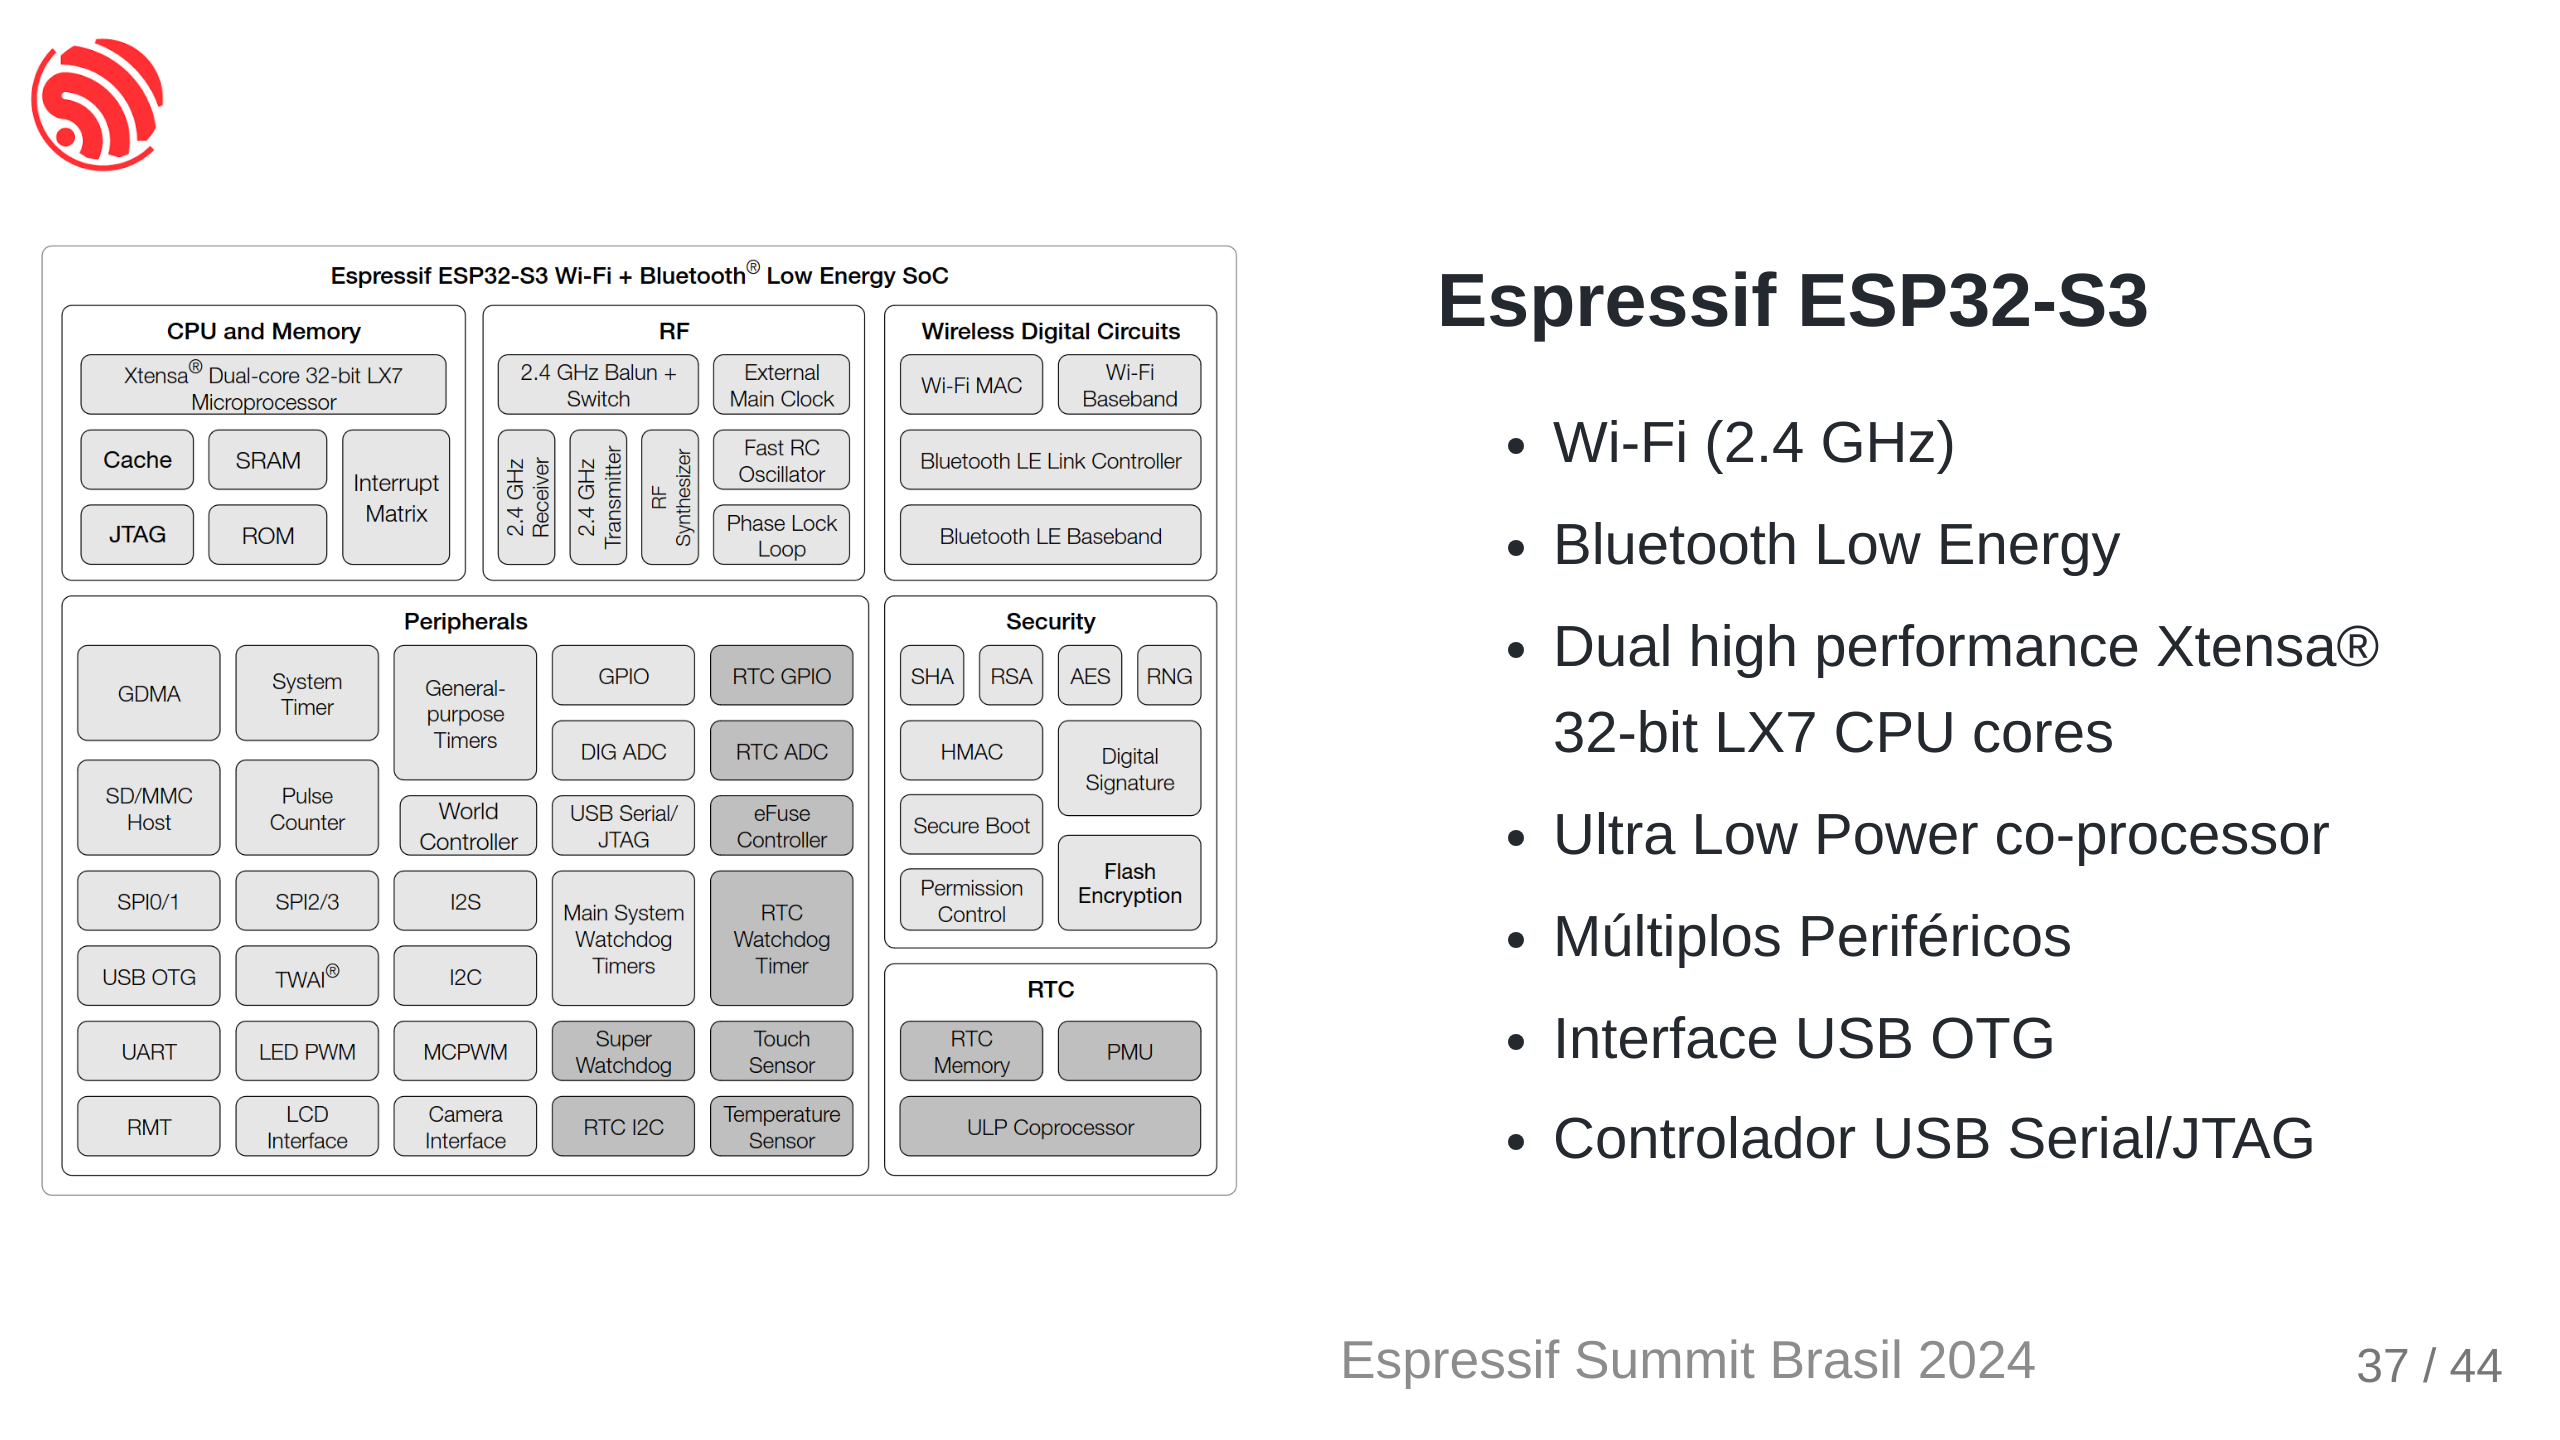 Espressif ESP32-S3 Wi-Fi + Bluetooth® Low Energy SoC
CPU and Memory
Xtensa® Dual-core 32-bit LX7
Microprocessor
Cache
SRAM
Interrupt
Matrix
JTAG
ROM
RF
2.4 GHz Balun +
Switch
External
Main Clock
2.4 GHz
Receiver
2.4 GHz
Transmitter
RF
Synthesizer
Fast RC
Oscillator
Phase Lock
Loop
Wireless Digital Circuits
Wi-Fi MAC
Wi-Fi
Baseband
Bluetooth LE Link Controller
Bluetooth LE Baseband
Peripherals
GDMA
System
Timer
General-
purpose
Timers
GPIO
RTC GPIO
DIG ADC
RTC ADC
SD/MMC
Host
Pulse
Counter
World
Controller
USB Serial/
JTAG
eFuse
Controller
SPI0/1
SPI2/3
I2S
Main System
Watchdog
Timers
RTC
Watchdog
Timer
USB OTG
TWAI®
I2C
UART
LED PWM
MCPWM
Super
Watchdog
Touch
Sensor
RMT
LCD
Interface
Camera
Interface
RTC I2C
Temperature
Sensor
Security
SHA
RSA
AES
RNG
HMAC
Digital
Signature
Secure Boot
Flash
Encryption
Permission
Control
RTC
RTC
Memory
PMU
ULP Coprocessor
Espressif ESP32-S3
• Wi-Fi (2.4 GHz)
• Bluetooth Low Energy
• Dual high performance Xtensa®
32-bit LX7 CPU cores
• Ultra Low Power co-processor
• Múltiplos Periféricos
• Interface USB OTG
• Controlador USB Serial/JTAG
Espressif Summit Brasil 2024
37 / 44